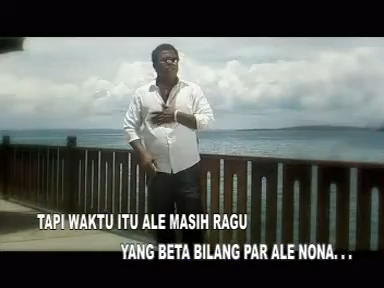 TAPI WAKTU ITU ALE MASIH RAGU
YANG BETA BILANG PAR ALE NONA. . .